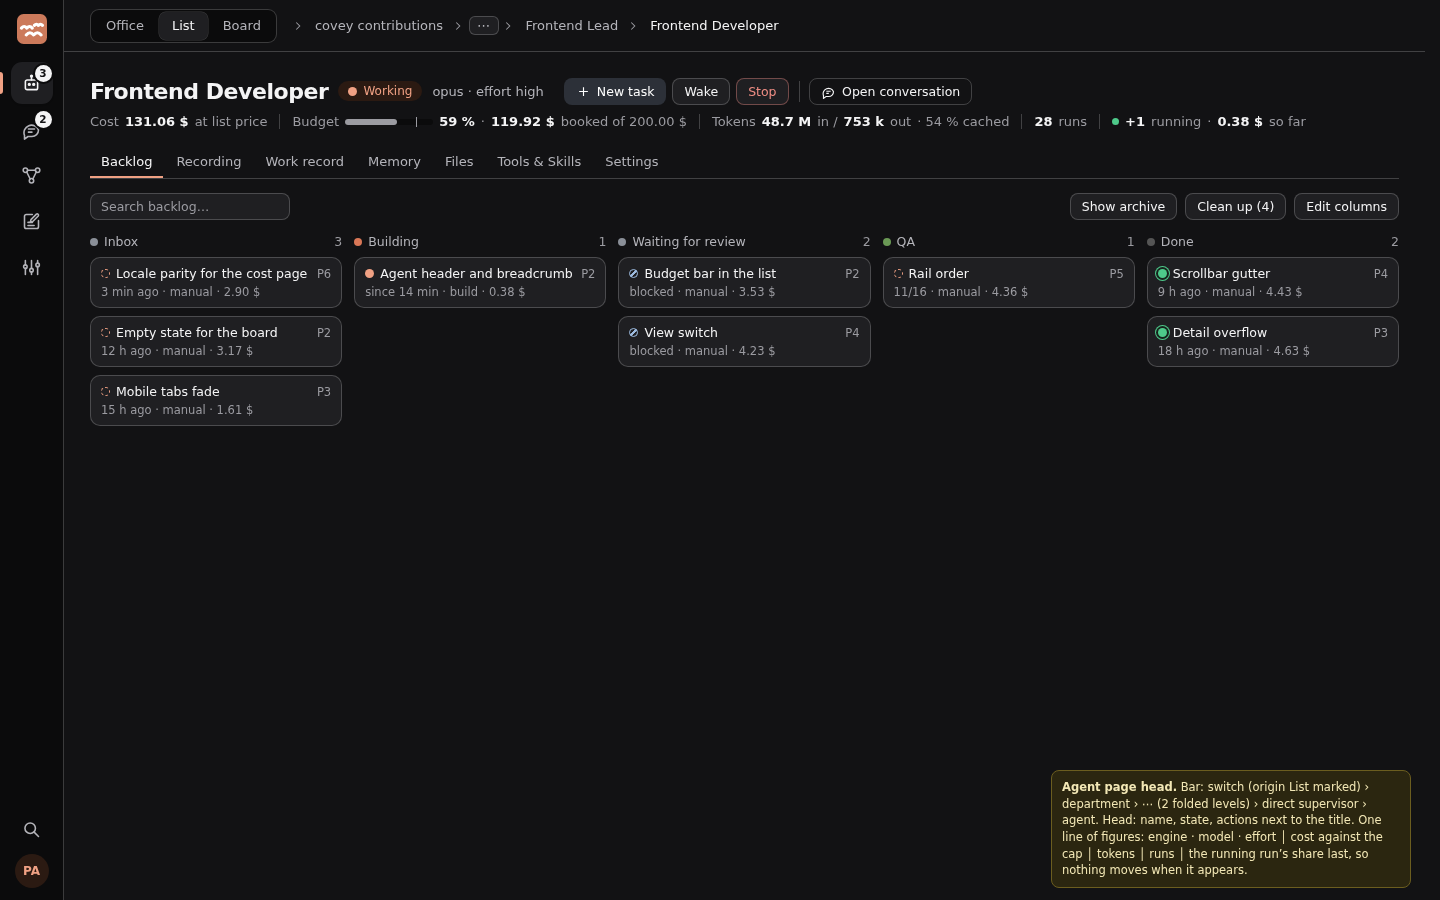 Office List Board › covey contributions › ··· › Frontend Lead › Frontend Developer
3
2
Frontend Developer Working opus · effort high + New task Wake Stop Open conversation
Cost 131.06 $ at list price Budget 59 % · 119.92 $ booked of 200.00 $ Tokens 48.7 M in / 753 k out · 54 % cached 28 runs +1 running · 0.38 $ so far
Backlog Recording Work record Memory Files Tools & Skills Settings
Search backlog… Show archive Clean up (4) Edit columns
Inbox 3
Locale parity for the cost page P6
3 min ago · manual · 2.90 $
Empty state for the board P2
12 h ago · manual · 3.17 $
Mobile tabs fade P3
15 h ago · manual · 1.61 $
Building 1
Agent header and breadcrumb P2
since 14 min · build · 0.38 $
Waiting for review 2
Budget bar in the list P2
blocked · manual · 3.53 $
View switch P4
blocked · manual · 4.23 $
QA 1
Rail order P5
11/16 · manual · 4.36 $
Done 2
Scrollbar gutter P4
9 h ago · manual · 4.43 $
Detail overflow P3
18 h ago · manual · 4.63 $
PA
Agent page head. Bar: switch (origin List marked) ›
department › ··· (2 folded levels) › direct supervisor ›
agent. Head: name, state, actions next to the title. One
line of figures: engine · model · effort │ cost against the
cap │ tokens │ runs │ the running run’s share last, so
nothing moves when it appears.